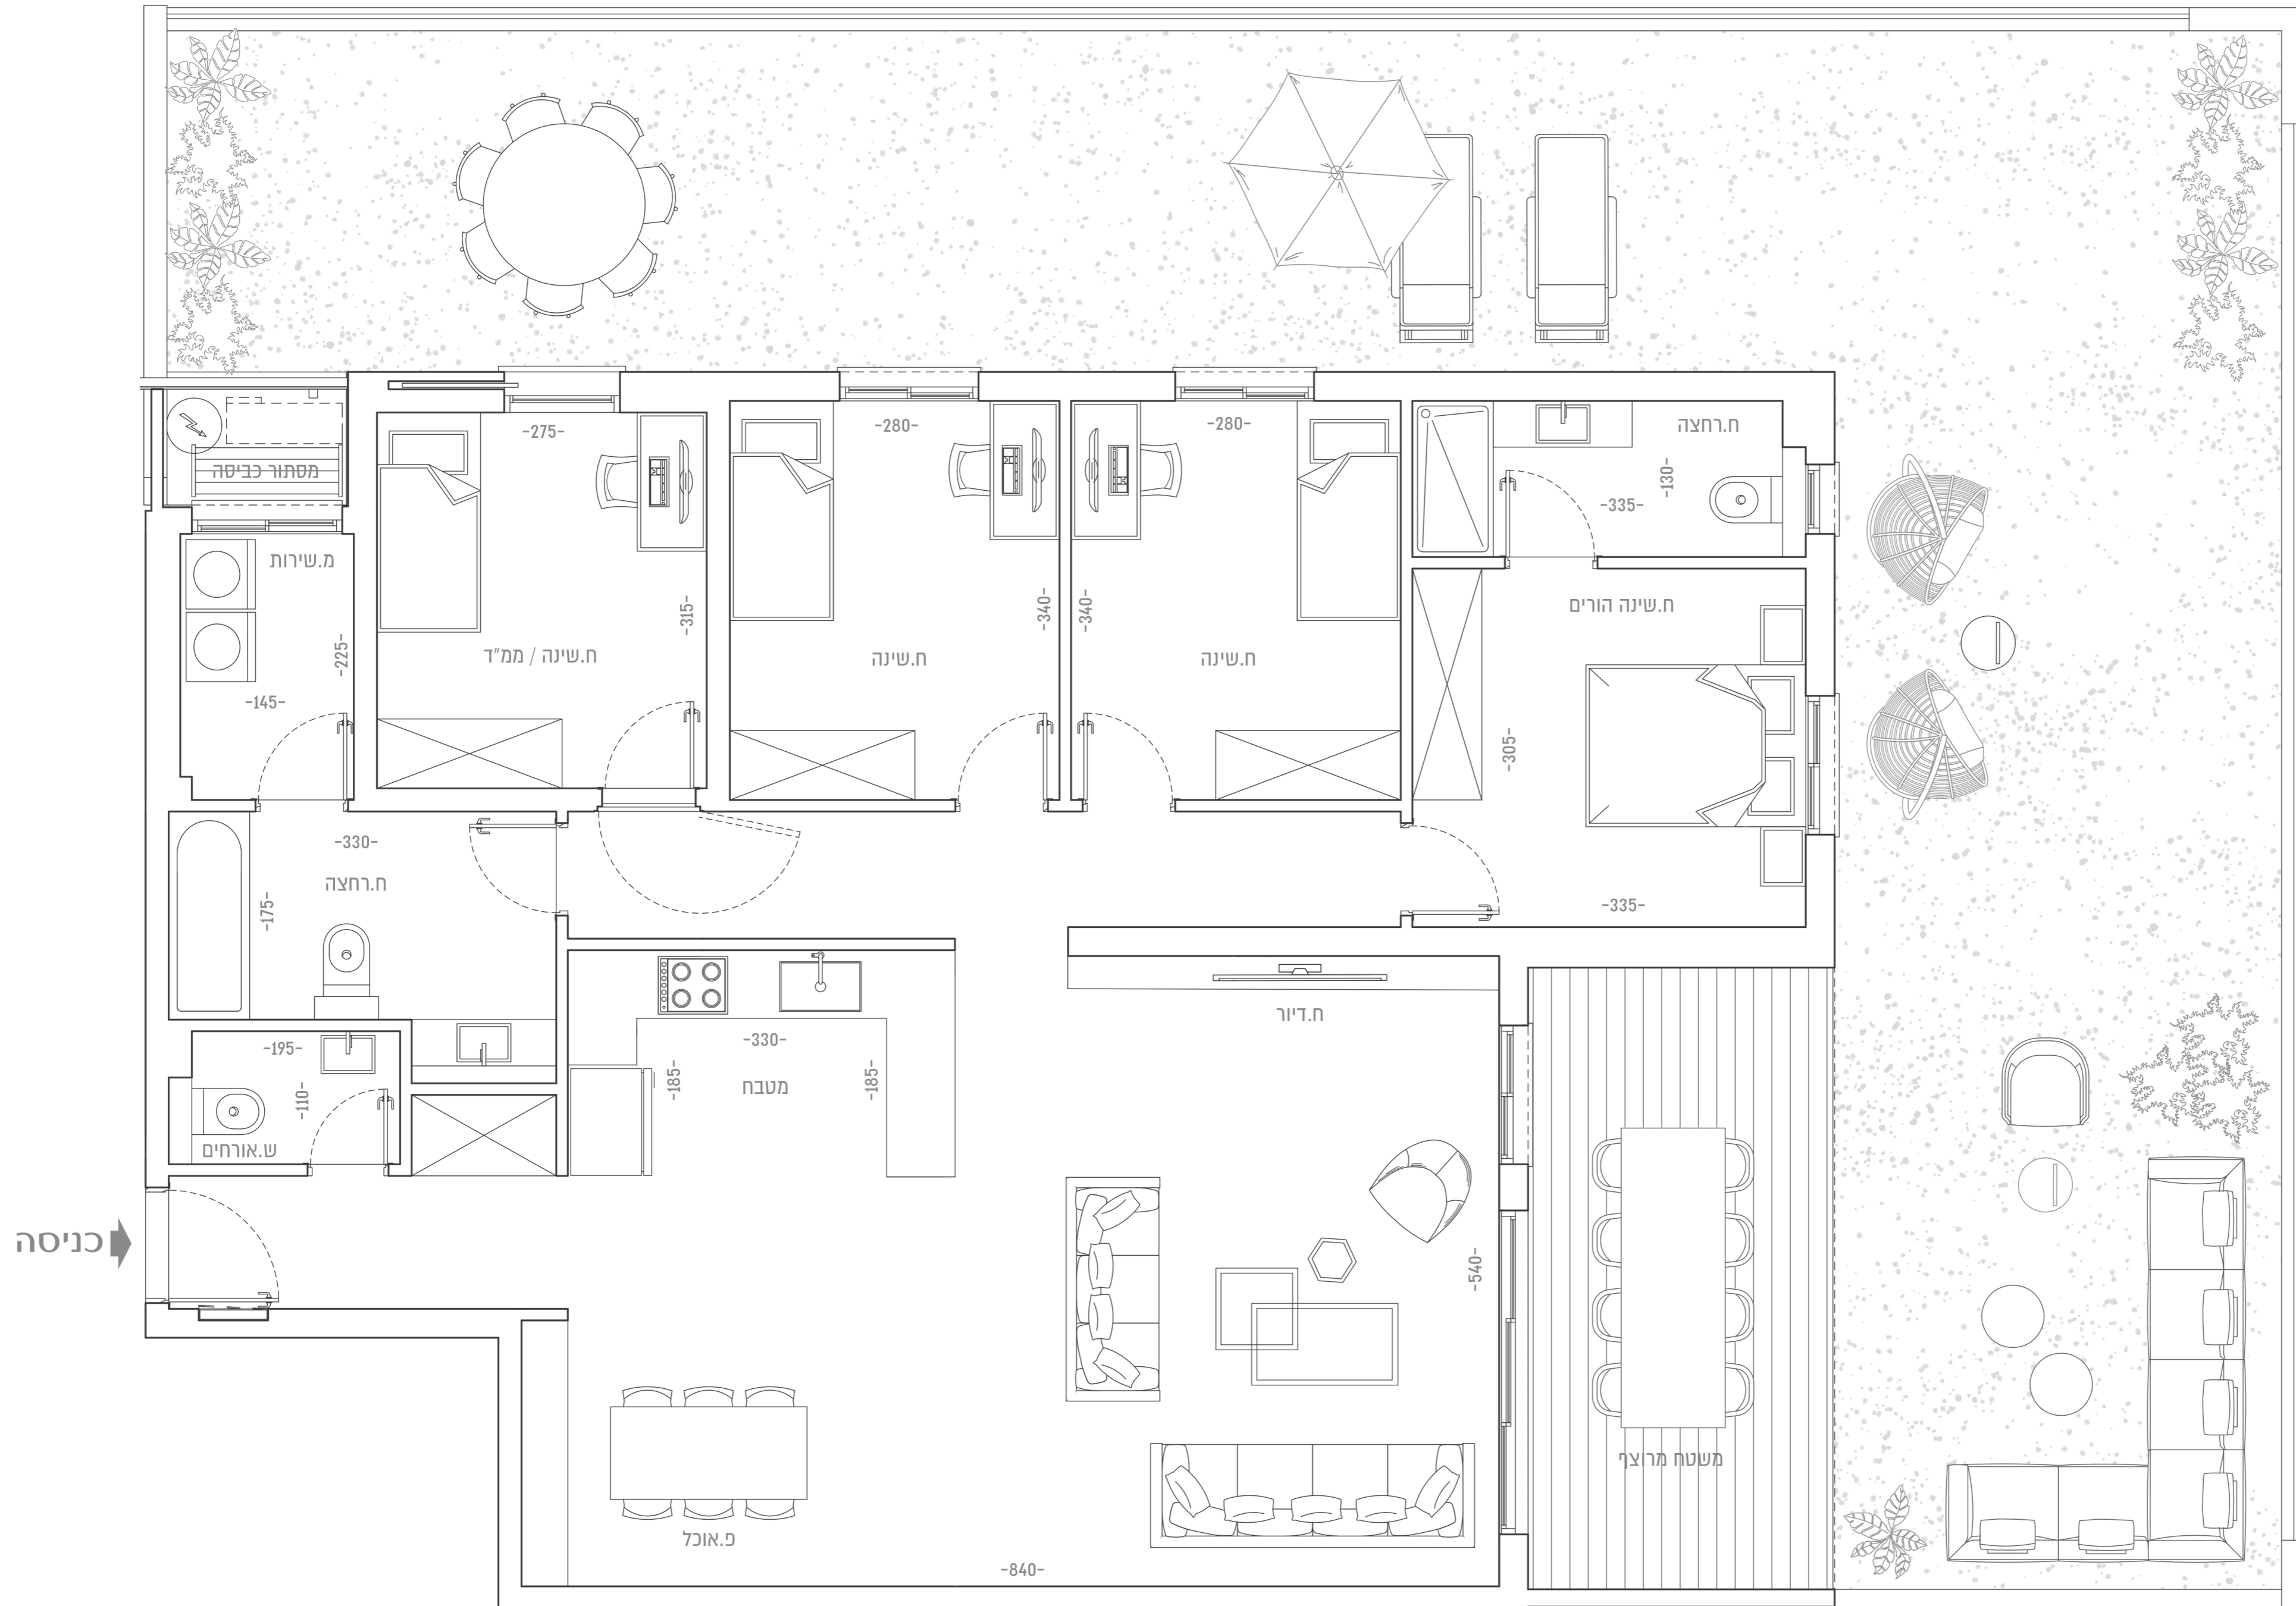 ח.רחצה
-275-
-280-
-280-
-130-
-335-
מסתור כביסה
מ.שירות
-225-
-145-
-315-
ח.שינה / ממ״ד
-340-
ח.שינה
-340-
ח.שינה
ח.שינה הורים
-305-
-335-
-330-
ח.רחצה
-175-
-195-
-110-
ש.אורחים
-330-
-185-
מטבח
-185-
ח.דיור
-540-
כניסה
משטח מרוצף
פ.אוכל
-840-